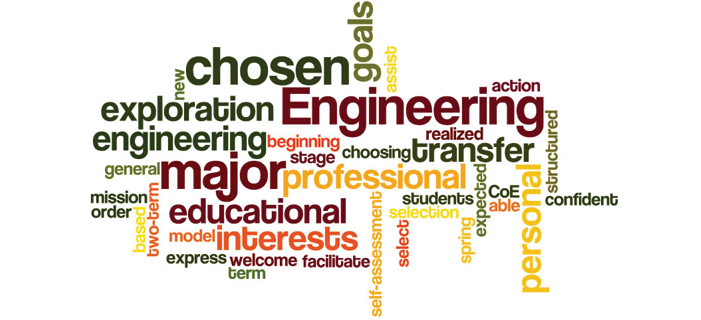 goals
assist
new
chosen
action
exploration
Engineering
structured
engineering
beginning
realized
stage
choosing
transfer
general
major
professional
expected
personal
mission
students
CoE
confident
order
based
two-term
educational
self-assessment
selection
able
model
interests
select
spring
express
welcome
facilitate
term